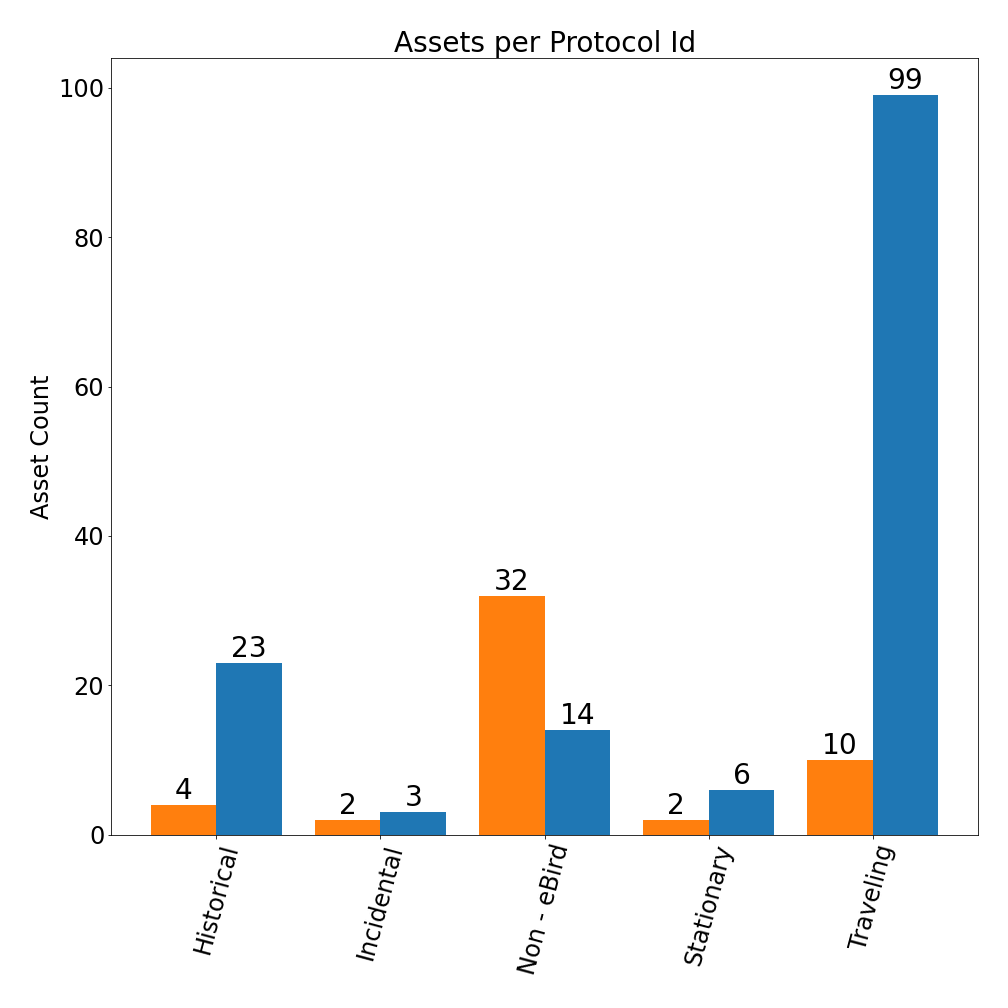 Assets per Protocol Id
Asset Count
100
80
60
40
20
0
4
23
2
3
32
14
2
6
10
99
Historical
Incidental
Non - eBird
Stationary
Traveling